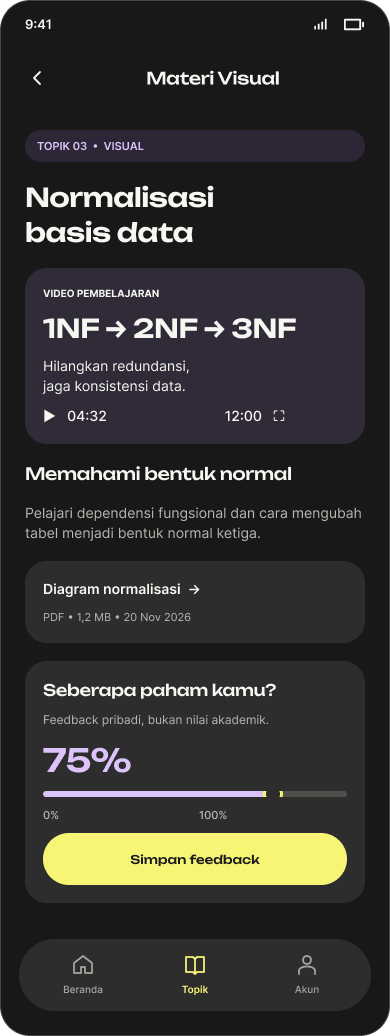 9:41
Materi Visual
TOPIK 03 • VISUAL
Normalisasi
basis data
VIDEO PEMBELAJARAN
1NF → 2NF → 3NF
Hilangkan redundansi,
jaga konsistensi data.
▶ 04:32 12:00
Memahami bentuk normal
Pelajari dependensi fungsional dan cara mengubah
tabel menjadi bentuk normal ketiga.
Diagram normalisasi →
PDF • 1,2 MB • 20 Nov 2026
Seberapa paham kamu?
Feedback pribadi, bukan nilai akademik.
75%
0% 100%
Simpan feedback
Beranda Topik Akun